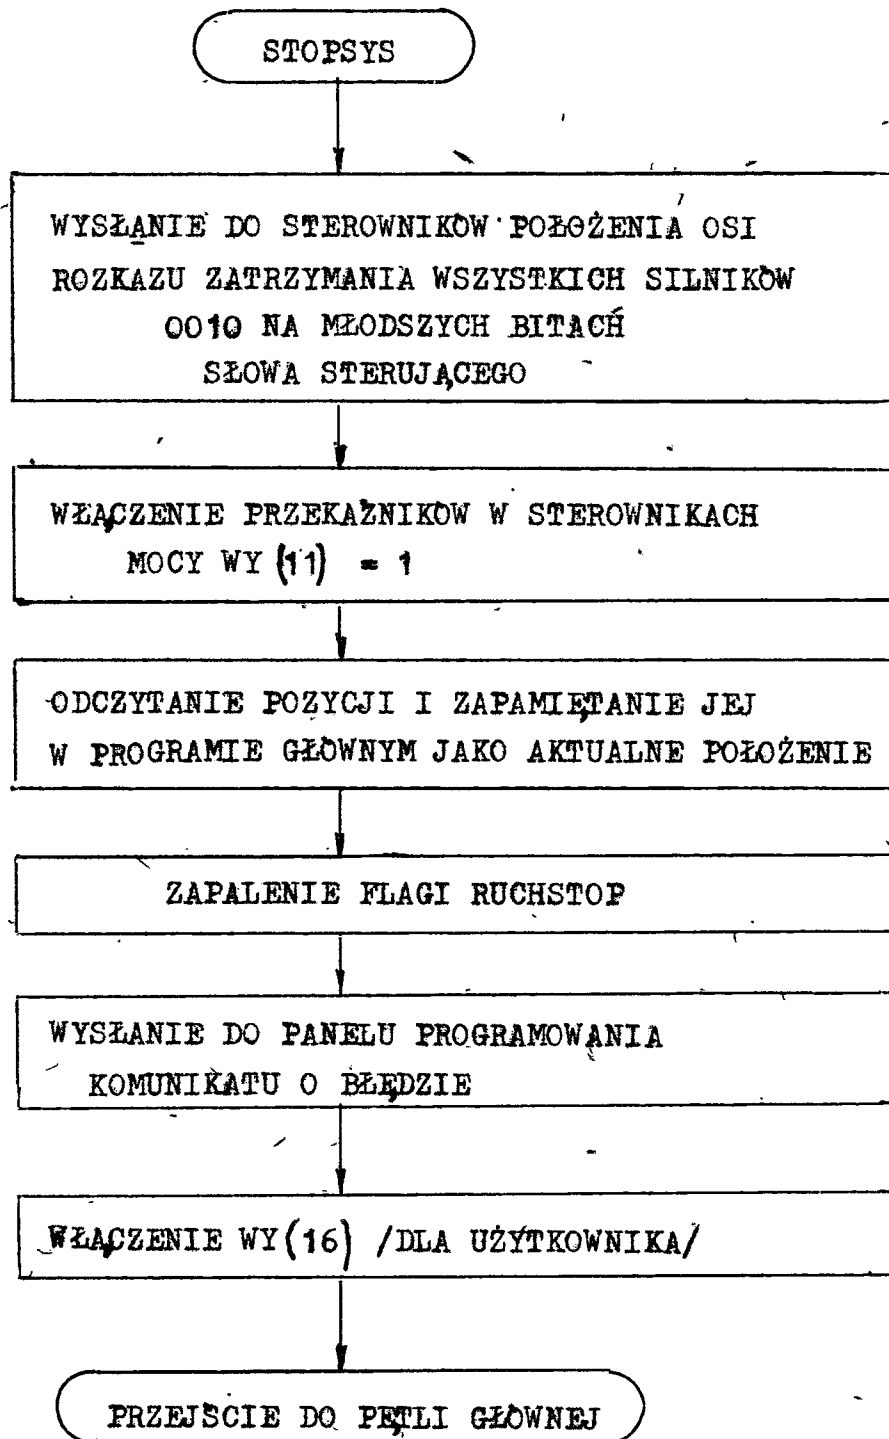 STOPSYS
WYSŁANIE DO STEROWNIKÓW POŁOŻENIA OSI
ROZKAZU ZATRZYMANIA WSZYSTKICH SILNIKÓW
0010 NA MŁODSZYCH BITACH
SŁOWA STERUJĄCEGO
WŁĄCZENIE PRZEKAŹNIKÓW W STEROWNIKACH
MOCY WY (11) = 1
ODCZYTANIE POZYCJI I ZAPAMIĘTANIE JEJ
W PROGRAMIE GŁÓWNYM JAKO AKTUALNE POŁOŻENIE
ZAPALENIE FLAGI RUCHSTOP
WYSŁANIE DO PANELU PROGRAMOWANIA
KOMUNIKATU O BŁĘDZIE
WŁĄCZENIE WY (16) /DLA UŻYTKOWNIKA/
PRZEJŚCIE DO PĘTLI GŁÓWNEJ